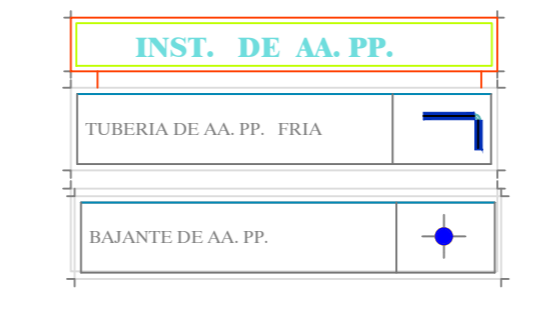 INST. DE AA. PP.
TUBERIA DE AA. PP. FRIA
BAJANTE DE AA. PP.